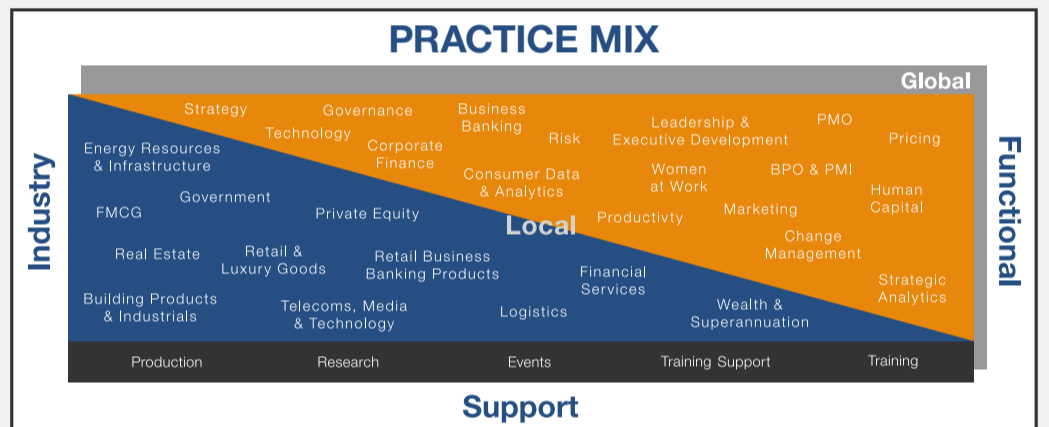 PRACTICE MIX
Global
Industry
Functional
Strategy
Governance
Business
Banking
Technology
Corporate
Finance
Risk
Leadership &
Executive Development
PMO
Pricing
Consumer Data
& Analytics
Women
at Work
BPO & PMI
Human
Capital
Productivty
Marketing
Change
Management
Strategic
Analytics
Local
Energy Resources
& Infrastructure
Government
FMCG
Private Equity
Real Estate
Retail &
Luxury Goods
Retail Business
Banking Products
Financial
Services
Building Products
& Industrials
Telecoms, Media
& Technology
Logistics
Wealth &
Superannuation
Production
Research
Events
Training Support
Training
Support